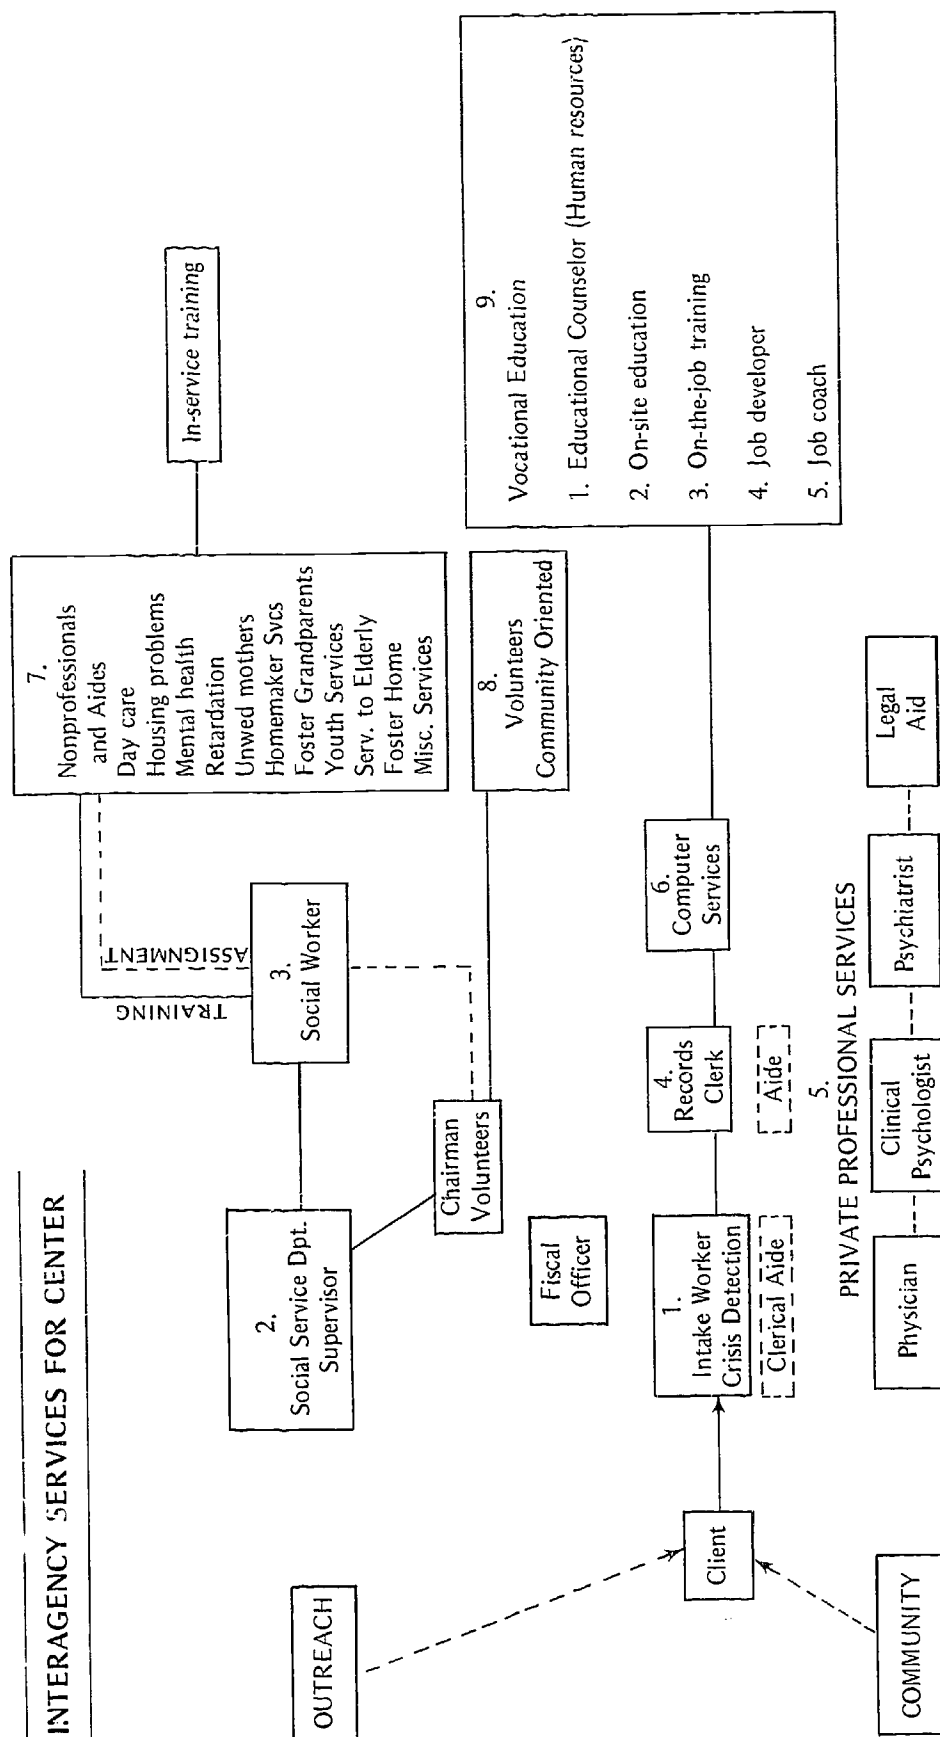 INTERAGENCY SERVICES FOR CENTER
OUTREACH
COMMUNITY
Client
2.
Social Service Dpt.
Supervisor
Chairman
Volunteers
Fiscal
Officer
1.
Intake Worker
Crisis Detection
Clerical Aide
3.
Social Worker
TRAINING
ASSIGNMENT
4.
Records
Clerk
Aide
6.
Computer
Services
5.
PRIVATE PROFESSIONAL SERVICES
Physician
Clinical
Psychologist
Psychiatrist
Legal
Aid
7.
Nonprofessionals
and Aides
Day care
Housing problems
Mental health
Retardation
Unwed mothers
Homemaker Svcs
Foster Grandparents
Youth Services
Serv. to Elderly
Foster Home
Misc. Services
In-service training
8.
Volunteers
Community Oriented
9.
Vocational Education
1. Educational Counselor (Human resources)
2. On-site education
3. On-the-job training
4. Job developer
5. Job coach